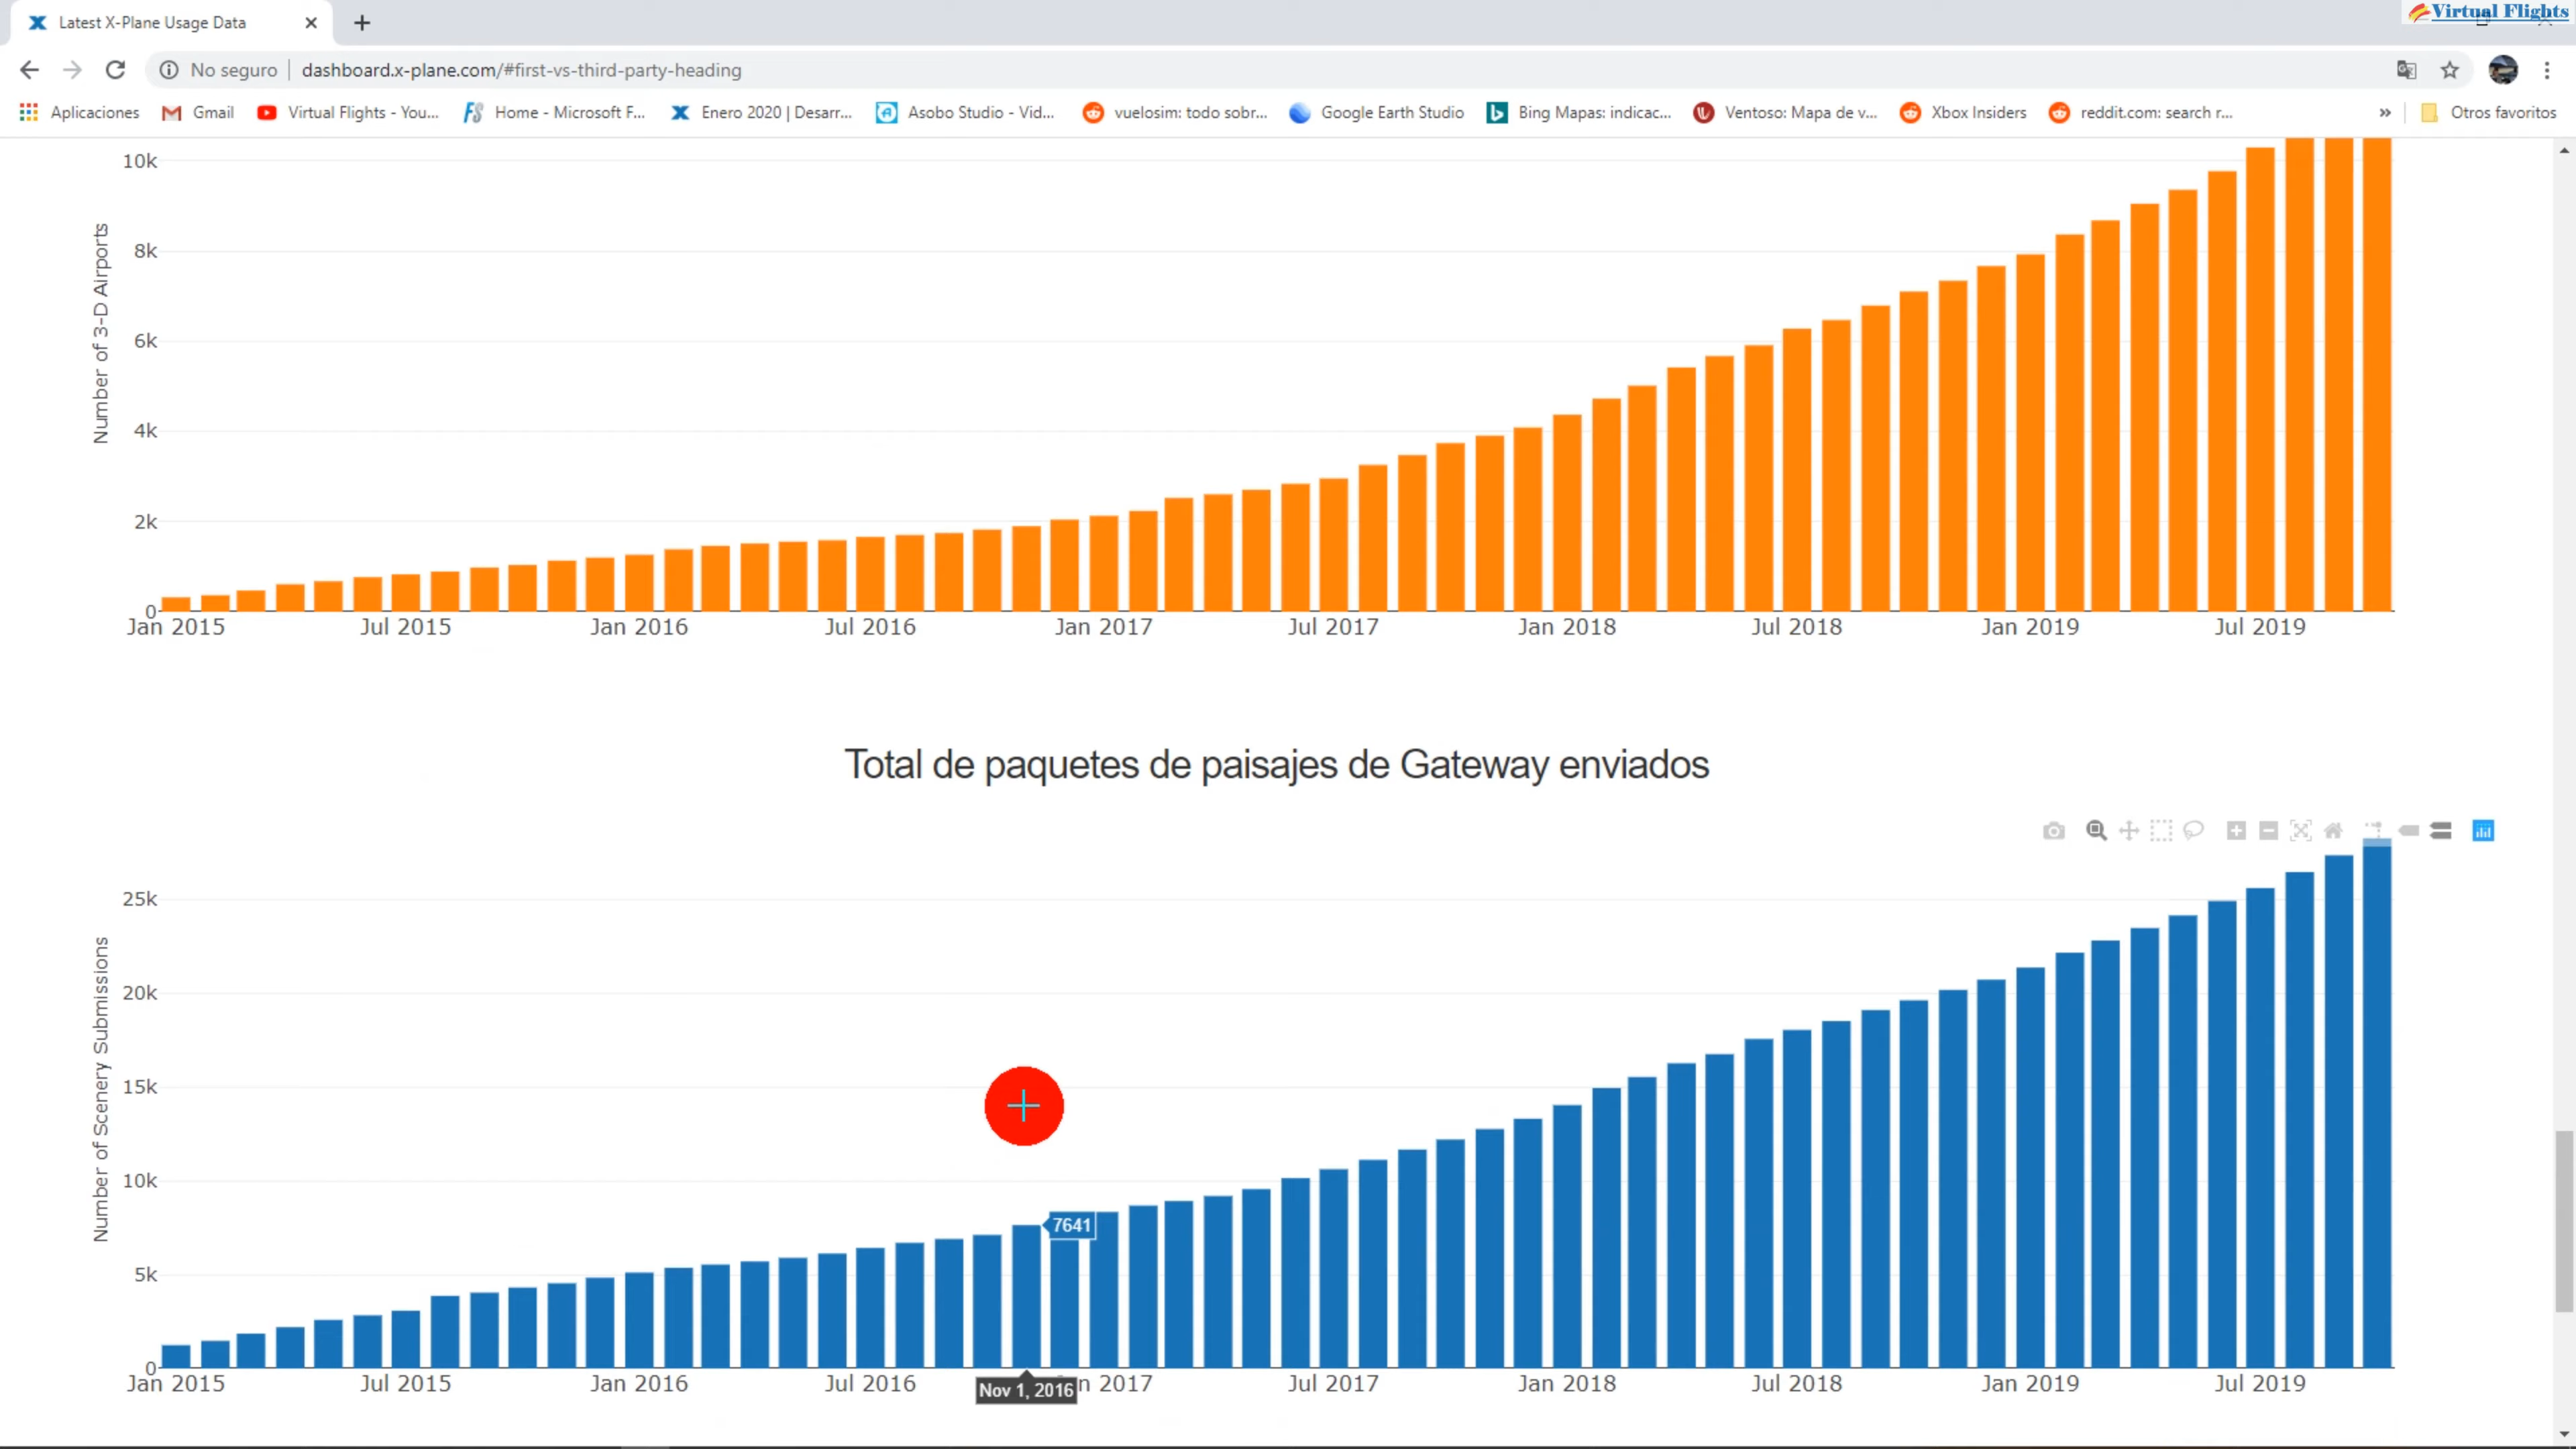 Latest X-Plane Usage Data
Virtual Flights
No seguro
dashboard.x-plane.com/#first-vs-third-party-heading
Aplicaciones
Gmail
Virtual Flights - You...
Home - Microsoft F...
Enero 2020 | Desarr...
Asobo Studio - Vid...
vuelosim: todo sobr...
Google Earth Studio
Bing Mapas: indicac...
Ventoso: Mapa de v...
Xbox Insiders
reddit.com: search r...
»
Otros favoritos
Number of 3-D Airports
10k
8k
6k
4k
2k
0
Jan 2015
Jul 2015
Jan 2016
Jul 2016
Jan 2017
Jul 2017
Jan 2018
Jul 2018
Jan 2019
Jul 2019
Total de paquetes de paisajes de Gateway enviados
Number of Scenery Submissions
25k
20k
15k
10k
5k
0
7641
Jan 2015
Jul 2015
Jan 2016
Jul 2016
Nov 1, 2016
n 2017
Jul 2017
Jan 2018
Jul 2018
Jan 2019
Jul 2019